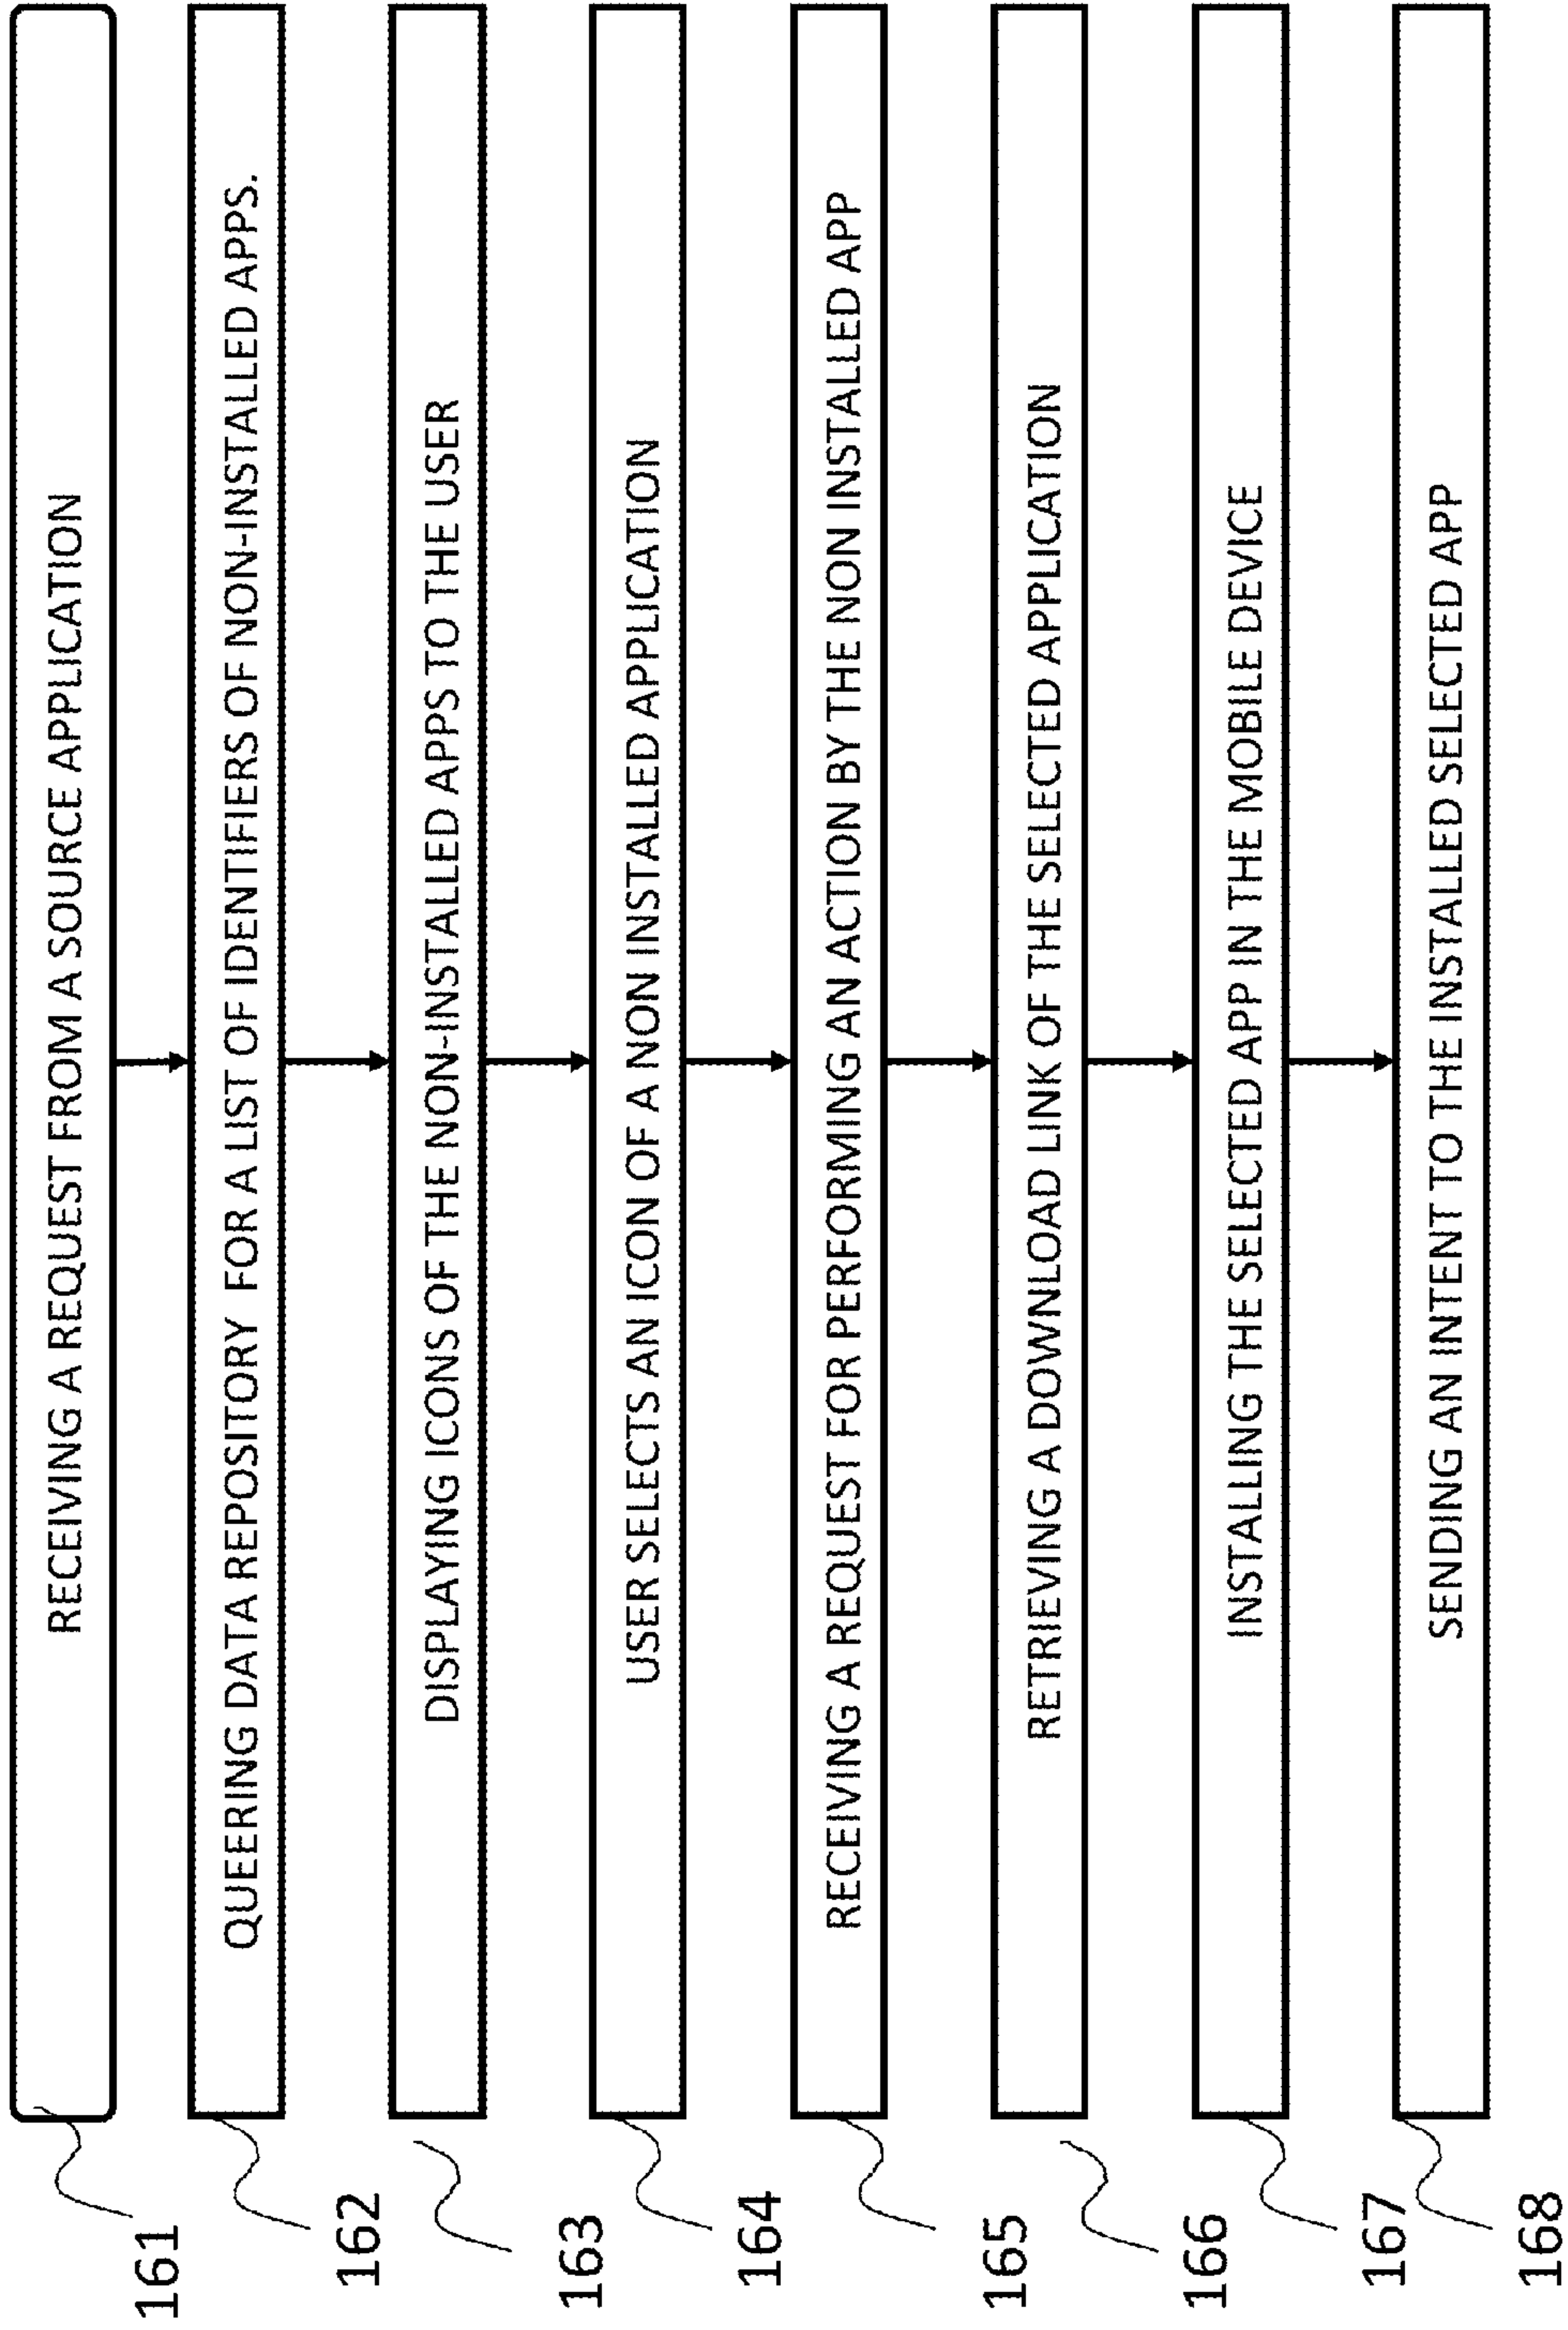 RECEIVING A REQUEST FROM A SOURCE APPLICATION
161
QUEERING DATA REPOSITORY FOR A LIST OF IDENTIFIERS OF NON-INSTALLED APPS.
162
DISPLAYING ICONS OF THE NON-INSTALLED APPS TO THE USER
163
USER SELECTS AN ICON OF A NON INSTALLED APPLICATION
164
RECEIVING A REQUEST FOR PERFORMING AN ACTION BY THE NON INSTALLED APP
165
RETRIEVING A DOWNLOAD LINK OF THE SELECTED APPLICATION
166
INSTALLING THE SELECTED APP IN THE MOBILE DEVICE
167
SENDING AN INTENT TO THE INSTALLED SELECTED APP
168